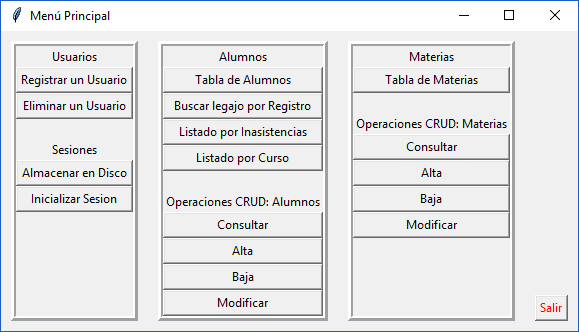 Menú Principal
Usuarios
Registrar un Usuario
Eliminar un Usuario
Sesiones
Almacenar en Disco
Inicializar Sesion
Alumnos
Tabla de Alumnos
Buscar legajo por Registro
Listado por Inasistencias
Listado por Curso
Operaciones CRUD: Alumnos
Consultar
Alta
Baja
Modificar
Materias
Tabla de Materias
Operaciones CRUD: Materias
Consultar
Alta
Baja
Modificar
Salir